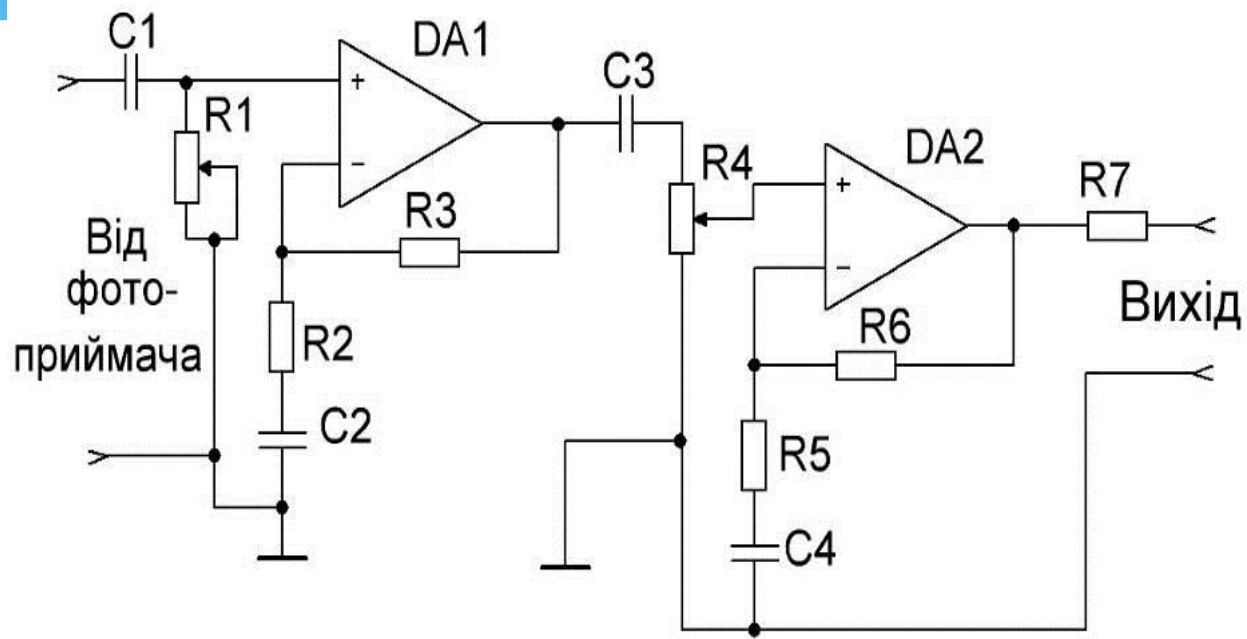 C1
DA1
+
−
R1
C3
R3
R4
DA2
+
−
R7
Від
фото-
приймача
R2
C2
R6
Вихід
R5
C4